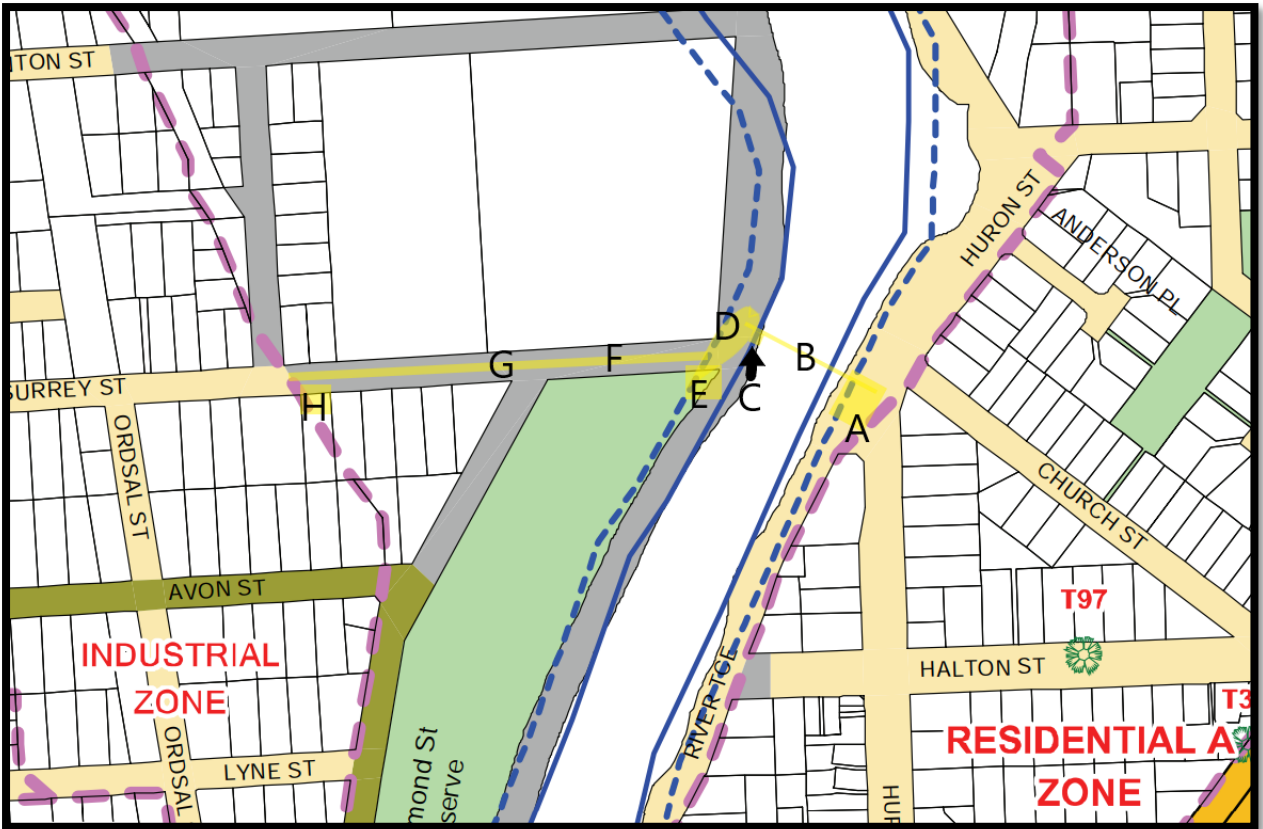 ITON ST
HURON ST
ANDERSON PL
D
B
G
F
C
E
H
A
SURREY ST
ORDSAL ST
CHURCH ST
AVON ST
T97
INDUSTRIAL
ZONE
HALTON ST
RIVER TCE
T3
RESIDENTIAL A
ZONE
ORDSAL
LYNE ST
mond St
serve
HUR